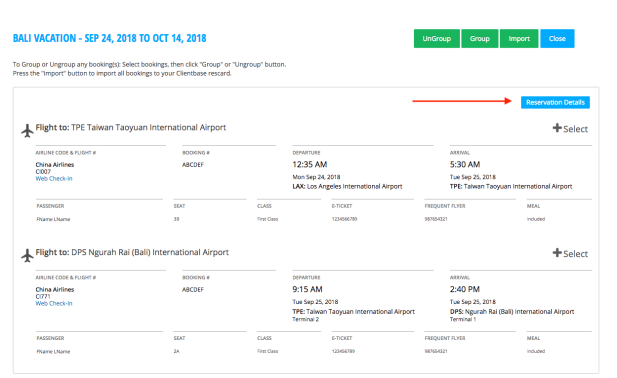 BALI VACATION - SEP 24, 2018 TO OCT 14, 2018
UnGroup Group Import Close
To Group or Ungroup any booking(s): Select bookings, then click "Group" or "Ungroup" button.
Press the "Import" button to import all bookings to your Clientbase rescard.
Reservation Details
Flight to: TPE Taiwan Taoyuan International Airport
Select
AIRLINE CODE & FLIGHT # BOOKING # DEPARTURE ARRIVAL
China Airlines ABCDEF 12:35 AM 5:30 AM
CI007
Web Check-in Mon Sep 24, 2018 Tue Sep 25, 2018
LAX: Los Angeles International Airport TPE: Taiwan Taoyuan International Airport
PASSENGER SEAT CLASS E-TICKET FREQUENT FLYER MEAL
FName LName 3B First Class 1234566789 987654321 Included
Flight to: DPS Ngurah Rai (Bali) International Airport
Select
AIRLINE CODE & FLIGHT # BOOKING # DEPARTURE ARRIVAL
China Airlines ABCDEF 9:15 AM 2:40 PM
CI771
Web Check-in Tue Sep 25, 2018 Tue Sep 25, 2018
TPE: Taiwan Taoyuan International Airport DPS: Ngurah Rai (Bali) International Airport
Terminal 2 Terminal 1
PASSENGER SEAT CLASS E-TICKET FREQUENT FLYER MEAL
FName LName 2A First Class 123456789 987654321 Included